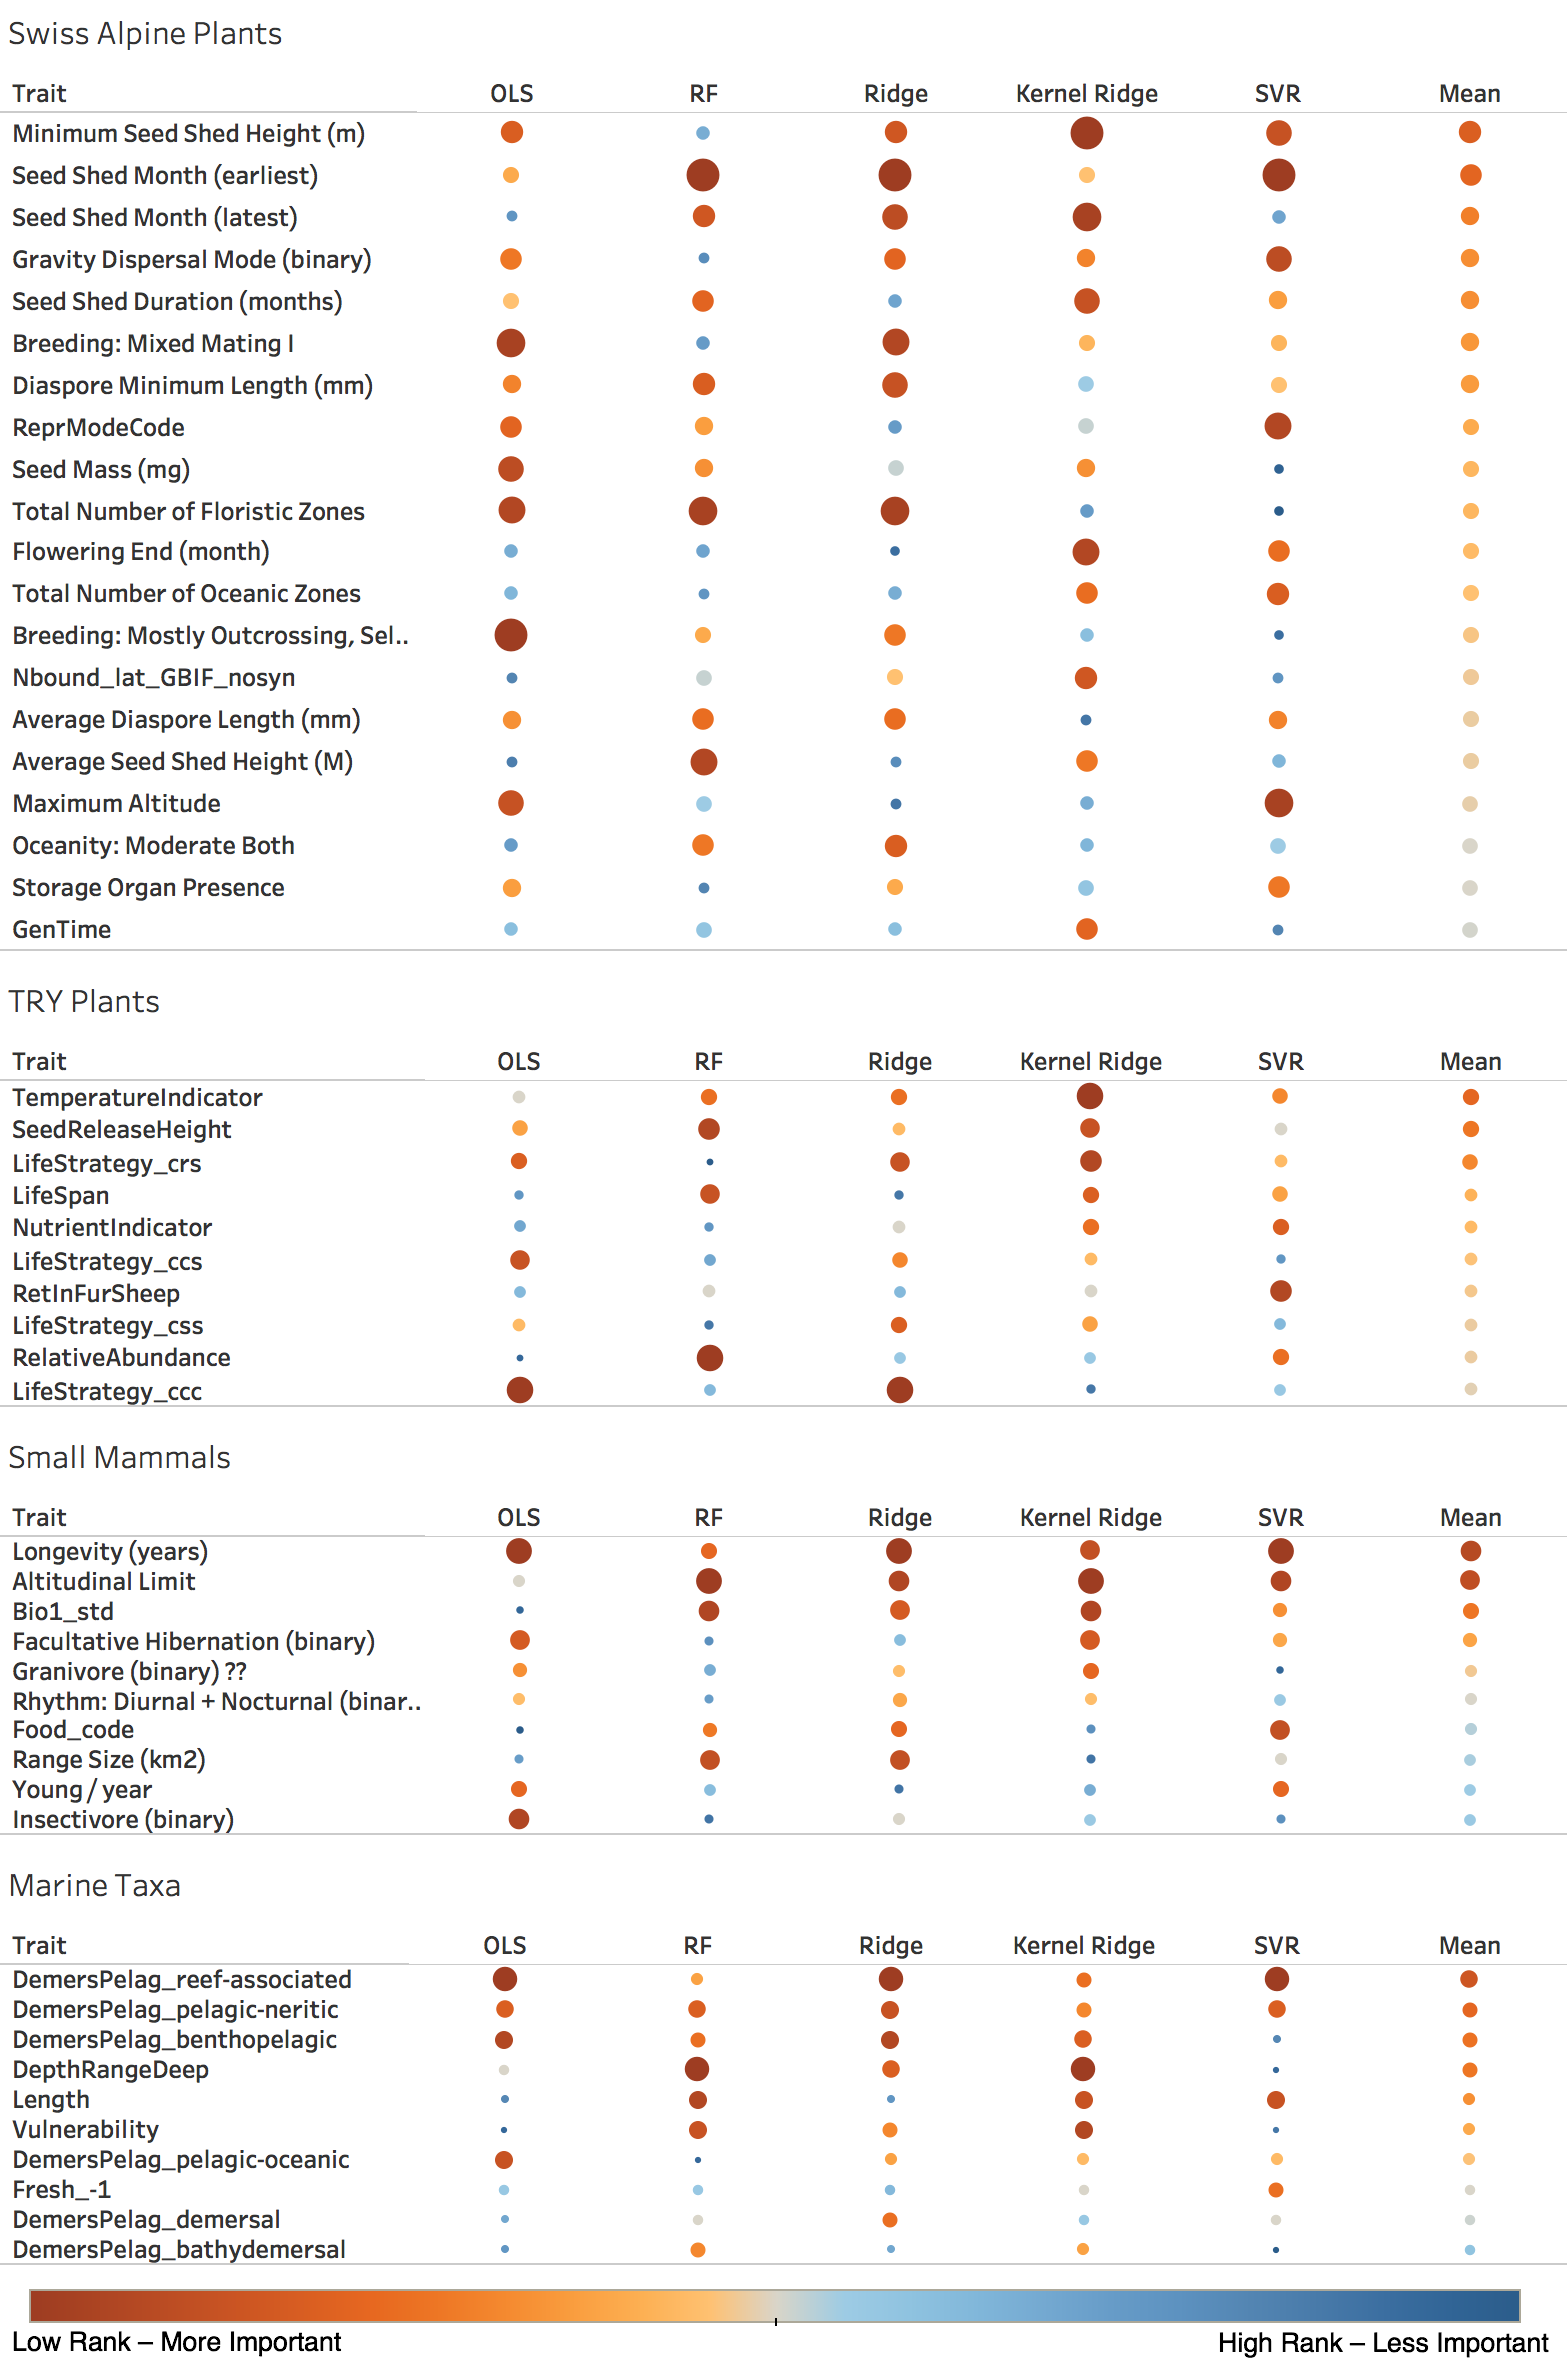 Swiss Alpine Plants
Trait OLS RF Ridge Kernel Ridge SVR Mean
Minimum Seed Shed Height (m)
Seed Shed Month (earliest)
Seed Shed Month (latest)
Gravity Dispersal Mode (binary)
Seed Shed Duration (months)
Breeding: Mixed Mating I
Diaspore Minimum Length (mm)
ReprModeCode
Seed Mass (mg)
Total Number of Floristic Zones
Flowering End (month)
Total Number of Oceanic Zones
Breeding: Mostly Outcrossing, Sel..
Nbound_lat_GBIF_nosyn
Average Diaspore Length (mm)
Average Seed Shed Height (M)
Maximum Altitude
Oceanity: Moderate Both
Storage Organ Presence
GenTime
TRY Plants
Trait OLS RF Ridge Kernel Ridge SVR Mean
TemperatureIndicator
SeedReleaseHeight
LifeStrategy_crs
LifeSpan
NutrientIndicator
LifeStrategy_ccs
RetInFurSheep
LifeStrategy_css
RelativeAbundance
LifeStrategy_ccc
Small Mammals
Trait OLS RF Ridge Kernel Ridge SVR Mean
Longevity (years)
Altitudinal Limit
Bio1_std
Facultative Hibernation (binary)
Granivore (binary) ??
Rhythm: Diurnal + Nocturnal (binar..
Food_code
Range Size (km2)
Young / year
Insectivore (binary)
Marine Taxa
Trait OLS RF Ridge Kernel Ridge SVR Mean
DemersPelag_reef-associated
DemersPelag_pelagic-neritic
DemersPelag_benthopelagic
DepthRangeDeep
Length
Vulnerability
DemersPelag_pelagic-oceanic
Fresh_-1
DemersPelag_demersal
DemersPelag_bathydemersal
Low Rank – More Important High Rank – Less Important